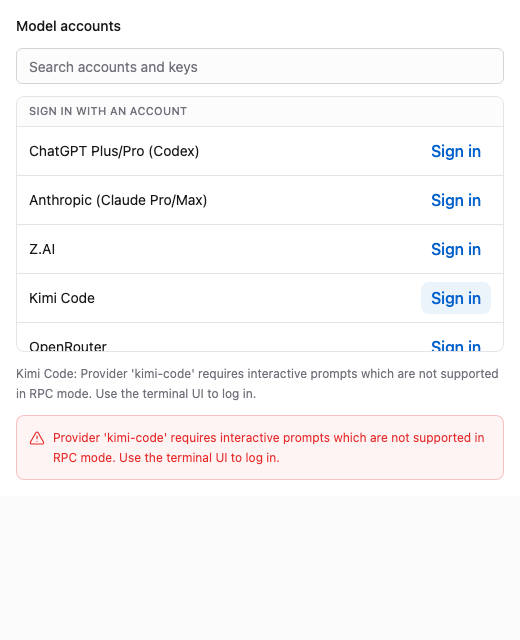 Model accounts
Search accounts and keys
SIGN IN WITH AN ACCOUNT
ChatGPT Plus/Pro (Codex)
Sign in
Anthropic (Claude Pro/Max)
Sign in
Z.AI
Sign in
Kimi Code
Sign in
OpenRouter
Sign in
Kimi Code: Provider 'kimi-code' requires interactive prompts which are not supported
in RPC mode. Use the terminal UI to log in.
Provider 'kimi-code' requires interactive prompts which are not supported in
RPC mode. Use the terminal UI to log in.